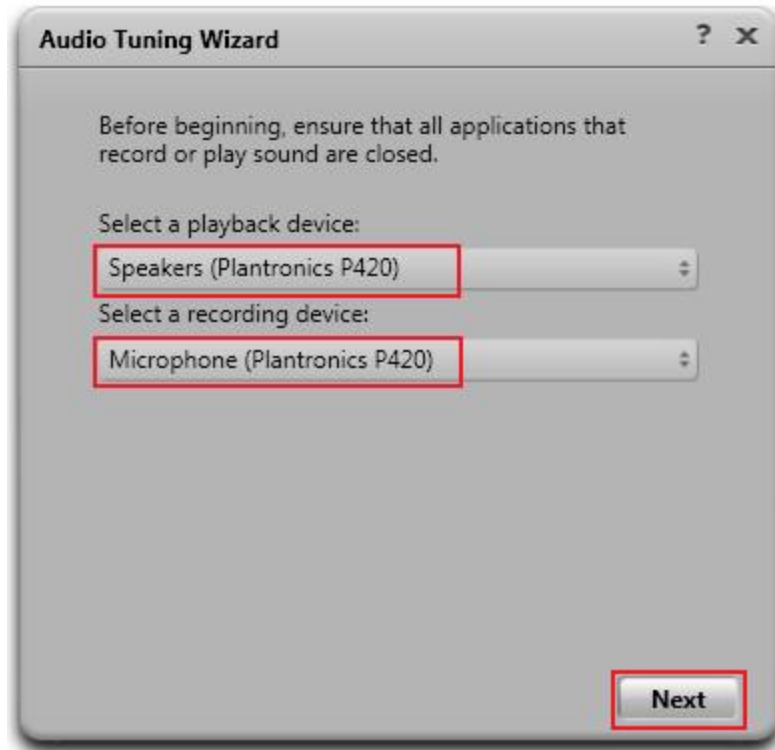 Audio Tuning Wizard ? x
Before beginning, ensure that all applications that
record or play sound are closed.
Select a playback device:
Speakers (Plantronics P420)
Select a recording device:
Microphone (Plantronics P420)
Next